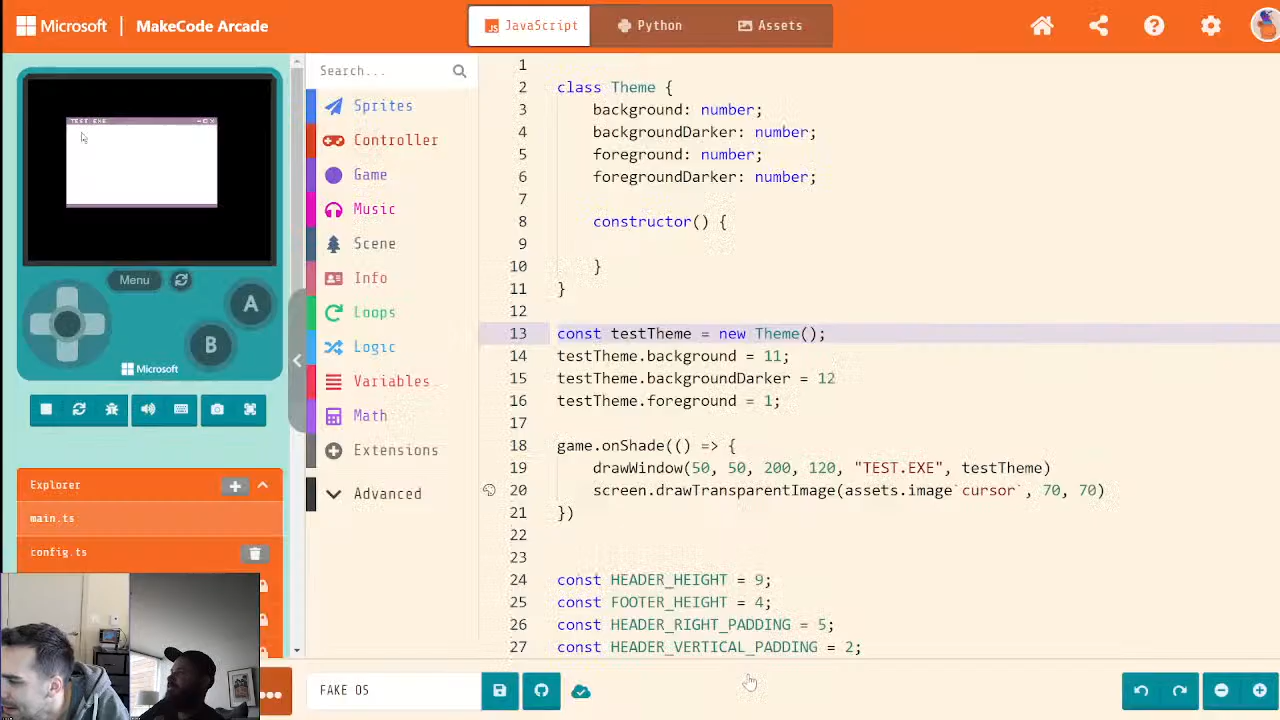 Microsoft | MakeCode Arcade
JavaScript
Python
Assets
TEST EXE
Menu
A
B
Microsoft
Explorer
main.ts
config.ts
Search...
Sprites
Controller
Game
Music
Scene
Info
Loops
Logic
Variables
Math
Extensions
Advanced
1
2 class Theme {
3 background: number;
4 backgroundDarker: number;
5 foreground: number;
6 foregroundDarker: number;
7
8 constructor() {
9
10 }
11 }
12
13 const testTheme = new Theme();
14 testTheme.background = 11;
15 testTheme.backgroundDarker = 12
16 testTheme.foreground = 1;
17
18 game.onShade(() => {
19 drawWindow(50, 50, 200, 120, "TEST.EXE", testTheme)
20 screen.drawTransparentImage(assets.image`cursor`, 70, 70)
21 })
22
23
24 const HEADER_HEIGHT = 9;
25 const FOOTER_HEIGHT = 4;
26 const HEADER_RIGHT_PADDING = 5;
27 const HEADER_VERTICAL_PADDING = 2;
FAKE OS